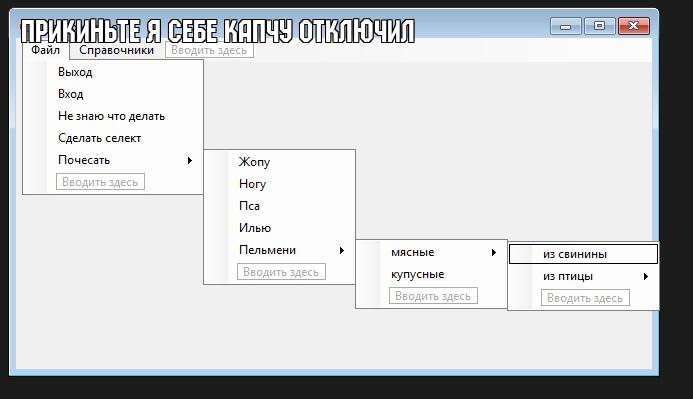 ПРИКИНЬТЕ Я СЕБЕ КАПЧУ ОТКЛЮЧИЛ
Файл Справочники Вводить здесь
Выход
Вход
Не знаю что делать
Сделать селект
Почесать
Вводить здесь
Жопу
Ногу
Пса
Илью
Пельмени
Вводить здесь
мясные
купусные
Вводить здесь
из свинины
из птицы
Вводить здесь